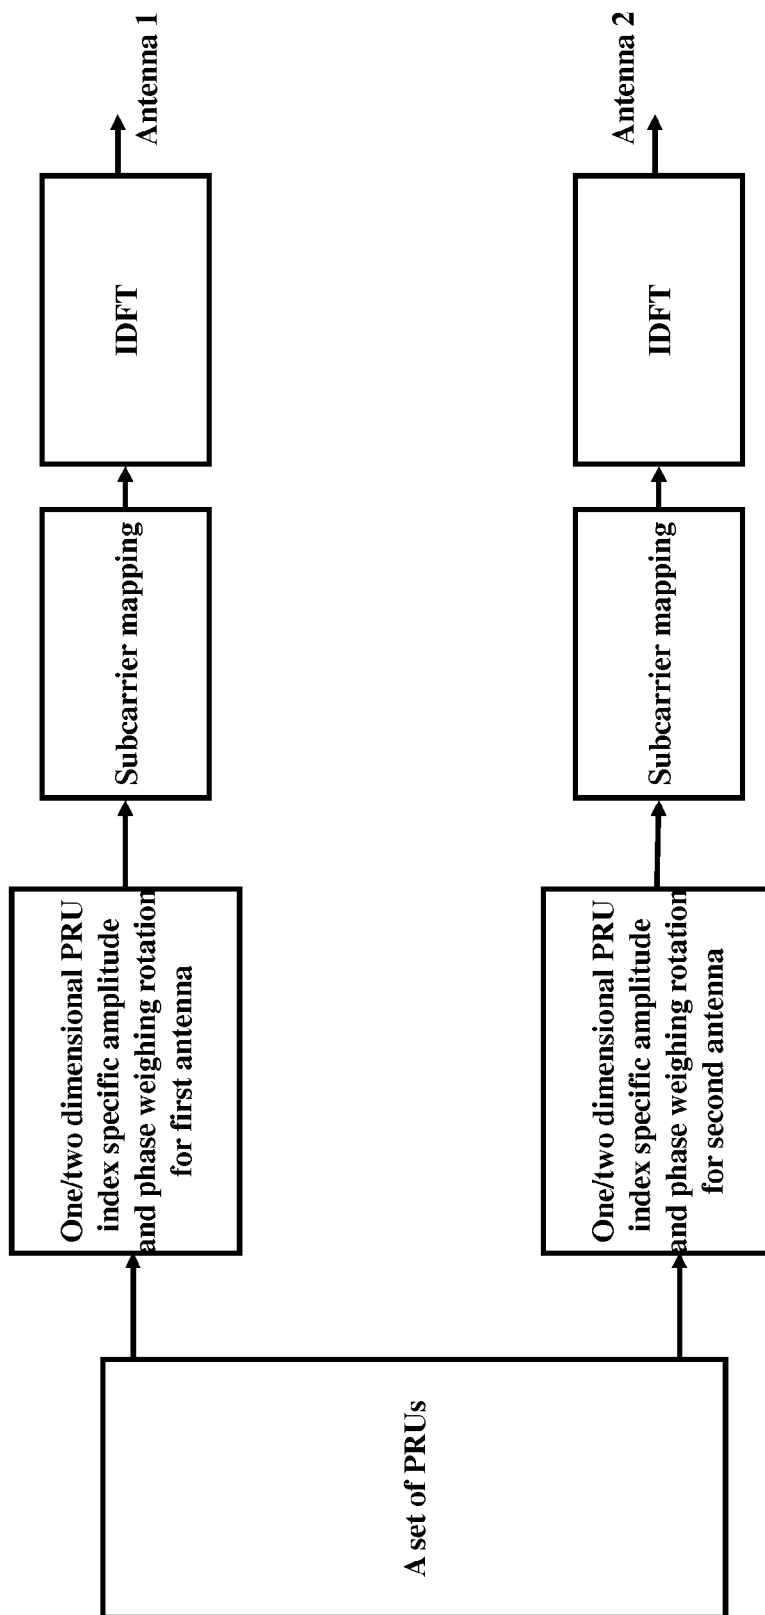 A set of PRUs
One/two dimensional PRU
index specific amplitude
and phase weighing rotation
for first antenna
Subcarrier mapping
IDFT
Antenna 1
One/two dimensional PRU
index specific amplitude
and phase weighing rotation
for second antenna
Subcarrier mapping
IDFT
Antenna 2